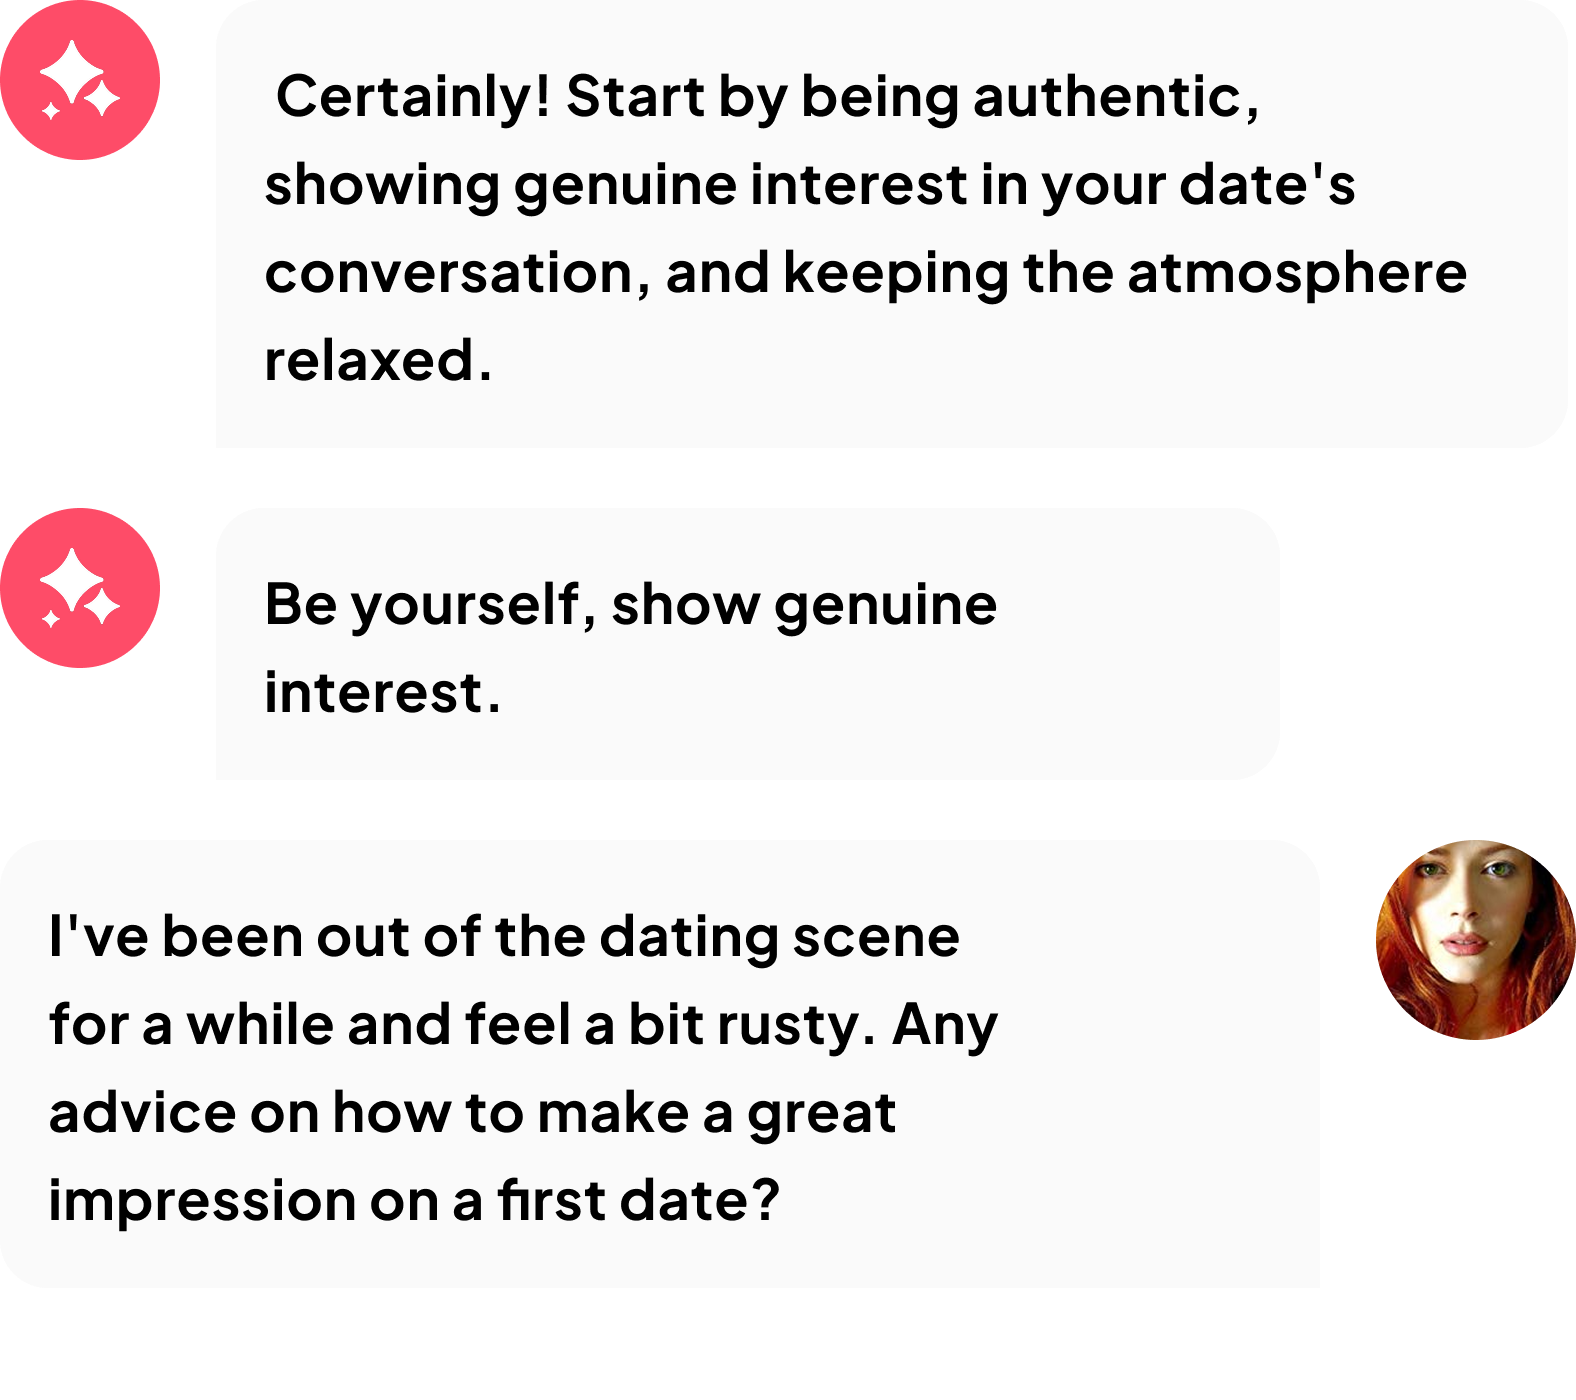 Certainly! Start by being authentic,
showing genuine interest in your date's
conversation, and keeping the atmosphere
relaxed.
Be yourself, show genuine
interest.
I've been out of the dating scene
for a while and feel a bit rusty. Any
advice on how to make a great
impression on a first date?